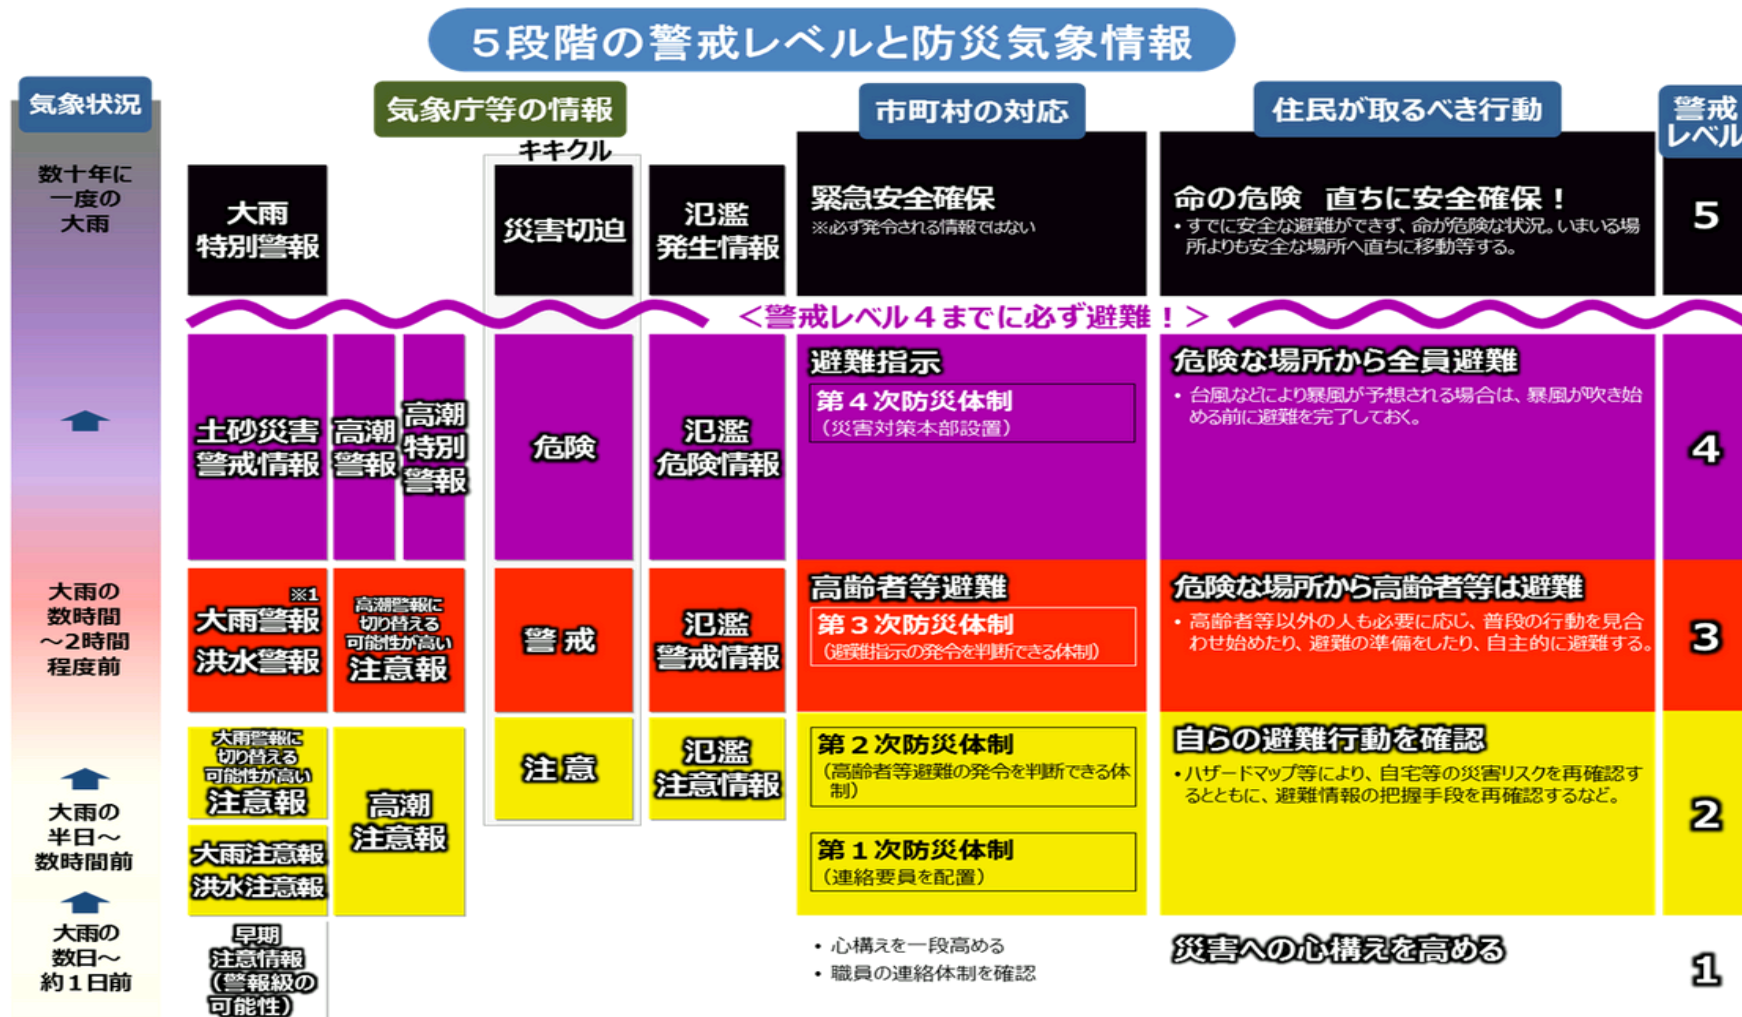 5段階の警戒レベルと防災気象情報
気象状況
気象庁等の情報
市町村の対応
住民が取るべき行動
警戒
レベル
キキクル
数十年に
一度の
大雨
大雨
特別警報
災害切迫
氾濫
発生情報
緊急安全確保
※必ず発令される情報ではない
命の危険 直ちに安全確保！
・すでに安全な避難ができず、命が危険な状況。いまいる場
所よりも安全な場所へ直ちに移動等する。
5
＜警戒レベル４までに必ず避難！＞
土砂災害
警戒情報
高潮
警報
高潮
特別
警報
危険
氾濫
危険情報
避難指示
第４次防災体制
（災害対策本部設置）
危険な場所から全員避難
・台風などにより暴風が予想される場合は、暴風が吹き始
める前に避難を完了しておく。
4
大雨の
数時間
～2時間
程度前
※1
大雨警報
洪水警報
高潮警報に
切り替える
可能性が高い
注意報
警戒
氾濫
警戒情報
高齢者等避難
第３次防災体制
（避難指示の発令を判断できる体制）
危険な場所から高齢者等は避難
・高齢者等以外の人も必要に応じ、普段の行動を見合
わせ始めたり、避難の準備をしたり、自主的に避難する。
3
大雨の
半日～
数時間前
大雨警報に
切り替える
可能性が高い
注意報
大雨注意報
洪水注意報
高潮
注意報
注意
氾濫
注意情報
第２次防災体制
（高齢者等避難の発令を判断できる体
制）
第１次防災体制
（連絡要員を配置）
自らの避難行動を確認
・ハザードマップ等により、自宅等の災害リスクを再確認す
るとともに、避難情報の把握手段を再確認するなど。
2
大雨の
数日～
約１日前
早期
注意情報
（警報級の
可能性）
・心構えを一段高める
・職員の連絡体制を確認
災害への心構えを高める
1